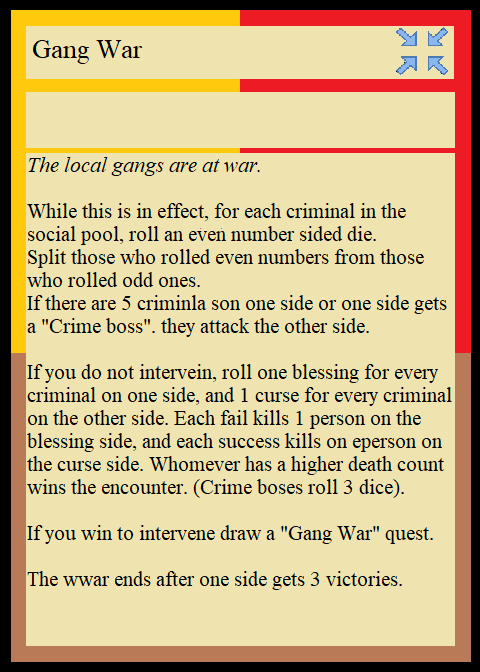 Gang War
The local gangs are at war.
While this is in effect, for each criminal in the
social pool, roll an even number sided die.
Split those who rolled even numbers from those
who rolled odd ones.
If there are 5 criminla son one side or one side gets
a "Crime boss". they attack the other side.
If you do not intervein, roll one blessing for every
criminal on one side, and 1 curse for every criminal
on the other side. Each fail kills 1 person on the
blessing side, and each success kills on eperson on
the curse side. Whomever has a higher death count
wins the encounter. (Crime boses roll 3 dice).
If you win to intervene draw a "Gang War" quest.
The wwar ends after one side gets 3 victories.